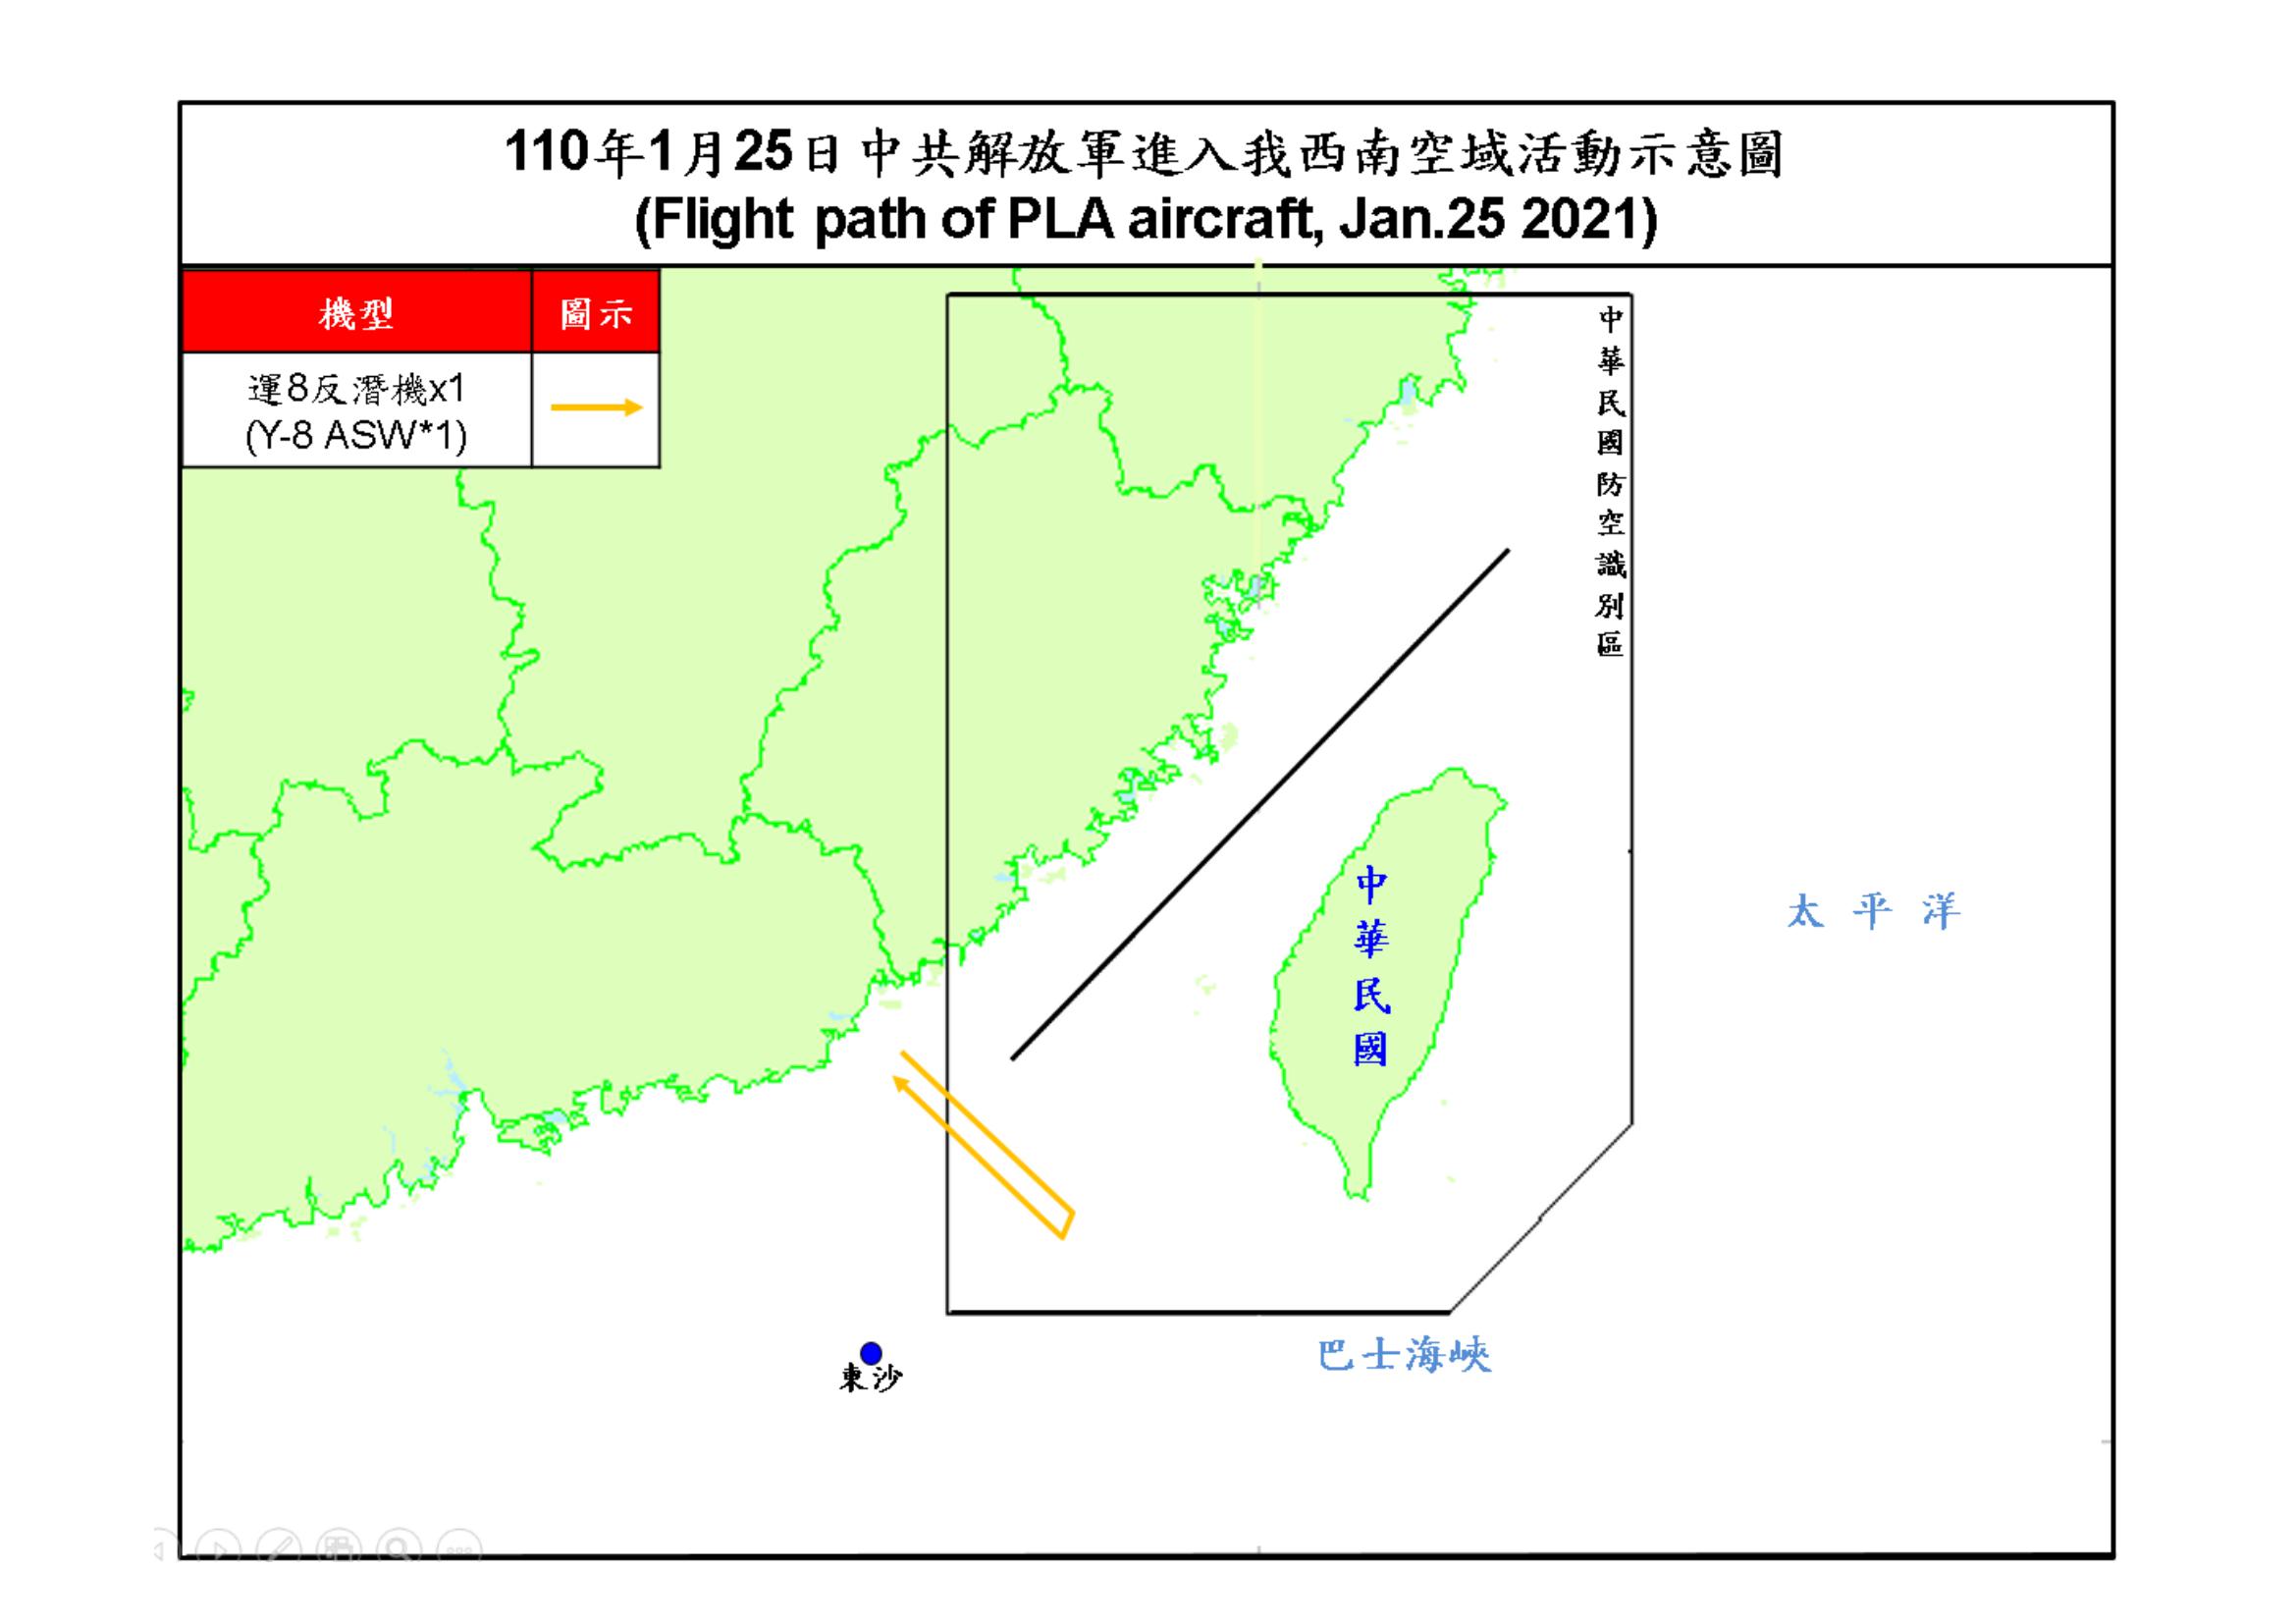 110年1月25日中共解放軍進入我西南空域活動示意圖
(Flight path of PLA aircraft, Jan.25 2021)
機型
圖示
運8反潛機x1
(Y-8 ASW*1)
中華民國防空識別區
中華民國
太平洋
巴士海峽
東沙